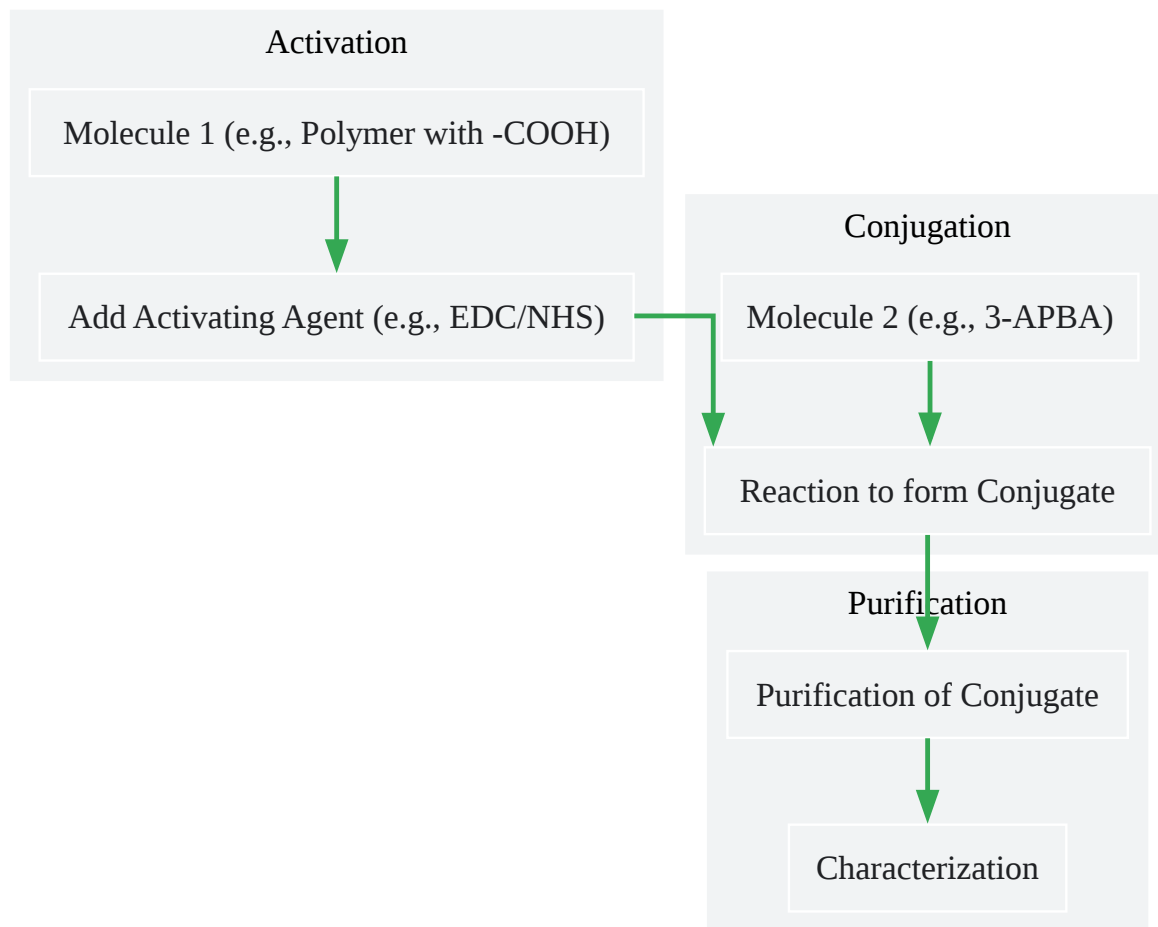 Activation
Molecule 1 (e.g., Polymer with -COOH)
Add Activating Agent (e.g., EDC/NHS)
Conjugation
Molecule 2 (e.g., 3-APBA)
Reaction to form Conjugate
Purification
Purification of Conjugate
Characterization